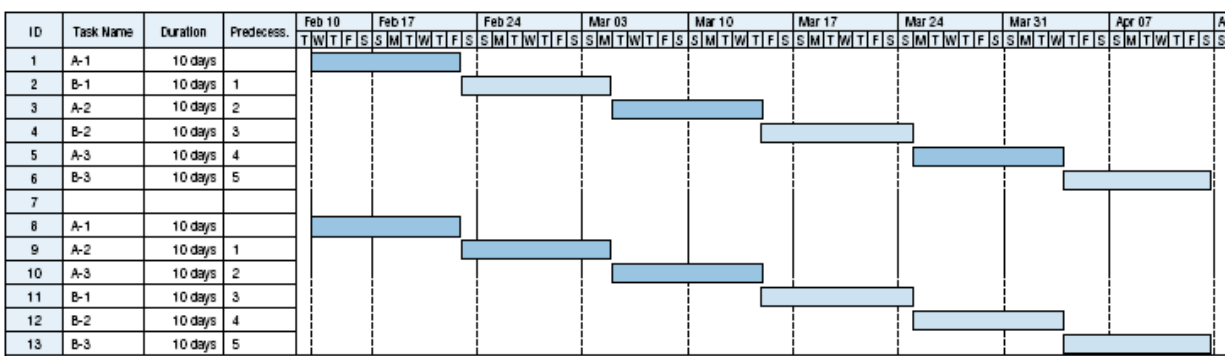 ID Task Name Duration Predecess. Feb 10 Feb 17 Feb 24 Mar 03 Mar 10 Mar 17 Mar 24 Mar 31 Apr 07 A
T W T F S S M T W T F S S M T W T F S S M T W T F S S M T W T F S S M T W T F S S M T W T F S S M T W T F S S M T W T F S S
1 A-1 10 days
2 B-1 10 days 1
3 A-2 10 days 2
4 B-2 10 days 3
5 A-3 10 days 4
6 B-3 10 days 5
7
8 A-1 10 days
9 A-2 10 days 1
10 A-3 10 days 2
11 B-1 10 days 3
12 B-2 10 days 4
13 B-3 10 days 5